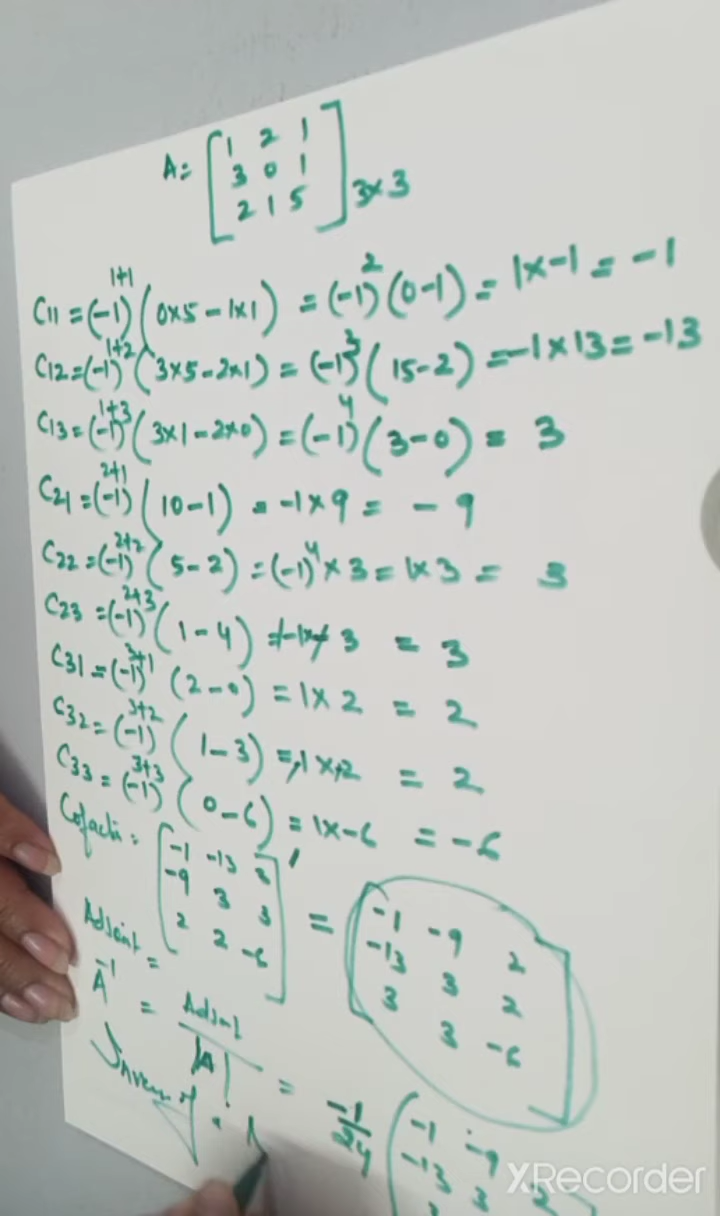 A = [ 1 2 1
3 0 1
2 1 5 ] 3×3
C11 = (-1)^1+1 (0×5 - 1×1) = (-1)^2 (0-1) = 1×-1 = -1
C12 = (-1)^1+2 (3×5 - 2×1) = (-1)^3 (15-2) = -1×13 = -13
C13 = (-1)^1+3 (3×1 - 2×0) = (-1)^4 (3-0) = 3
C21 = (-1)^2+1 (10-1) = -1×9 = -9
C22 = (-1)^2+2 (5-2) = (-1)^4 ×3 = 1×3 = 3
C23 = (-1)^2+3 (1-4) = -1×-3 = 3
C31 = (-1)^3+1 (2-0) = 1×2 = 2
C32 = (-1)^3+2 (1-3) = -1×-2 = 2
C33 = (-1)^3+3 (0-6) = 1×-6 = -6
[ -1 -13 3
-9 3 3
2 2 -6 ]' = [ -1 -9 2
-13 3 2
3 3 -6 ]
A^-1 = / |A| = -1/24 [ -1 -9
-13 3 2
XRecorder